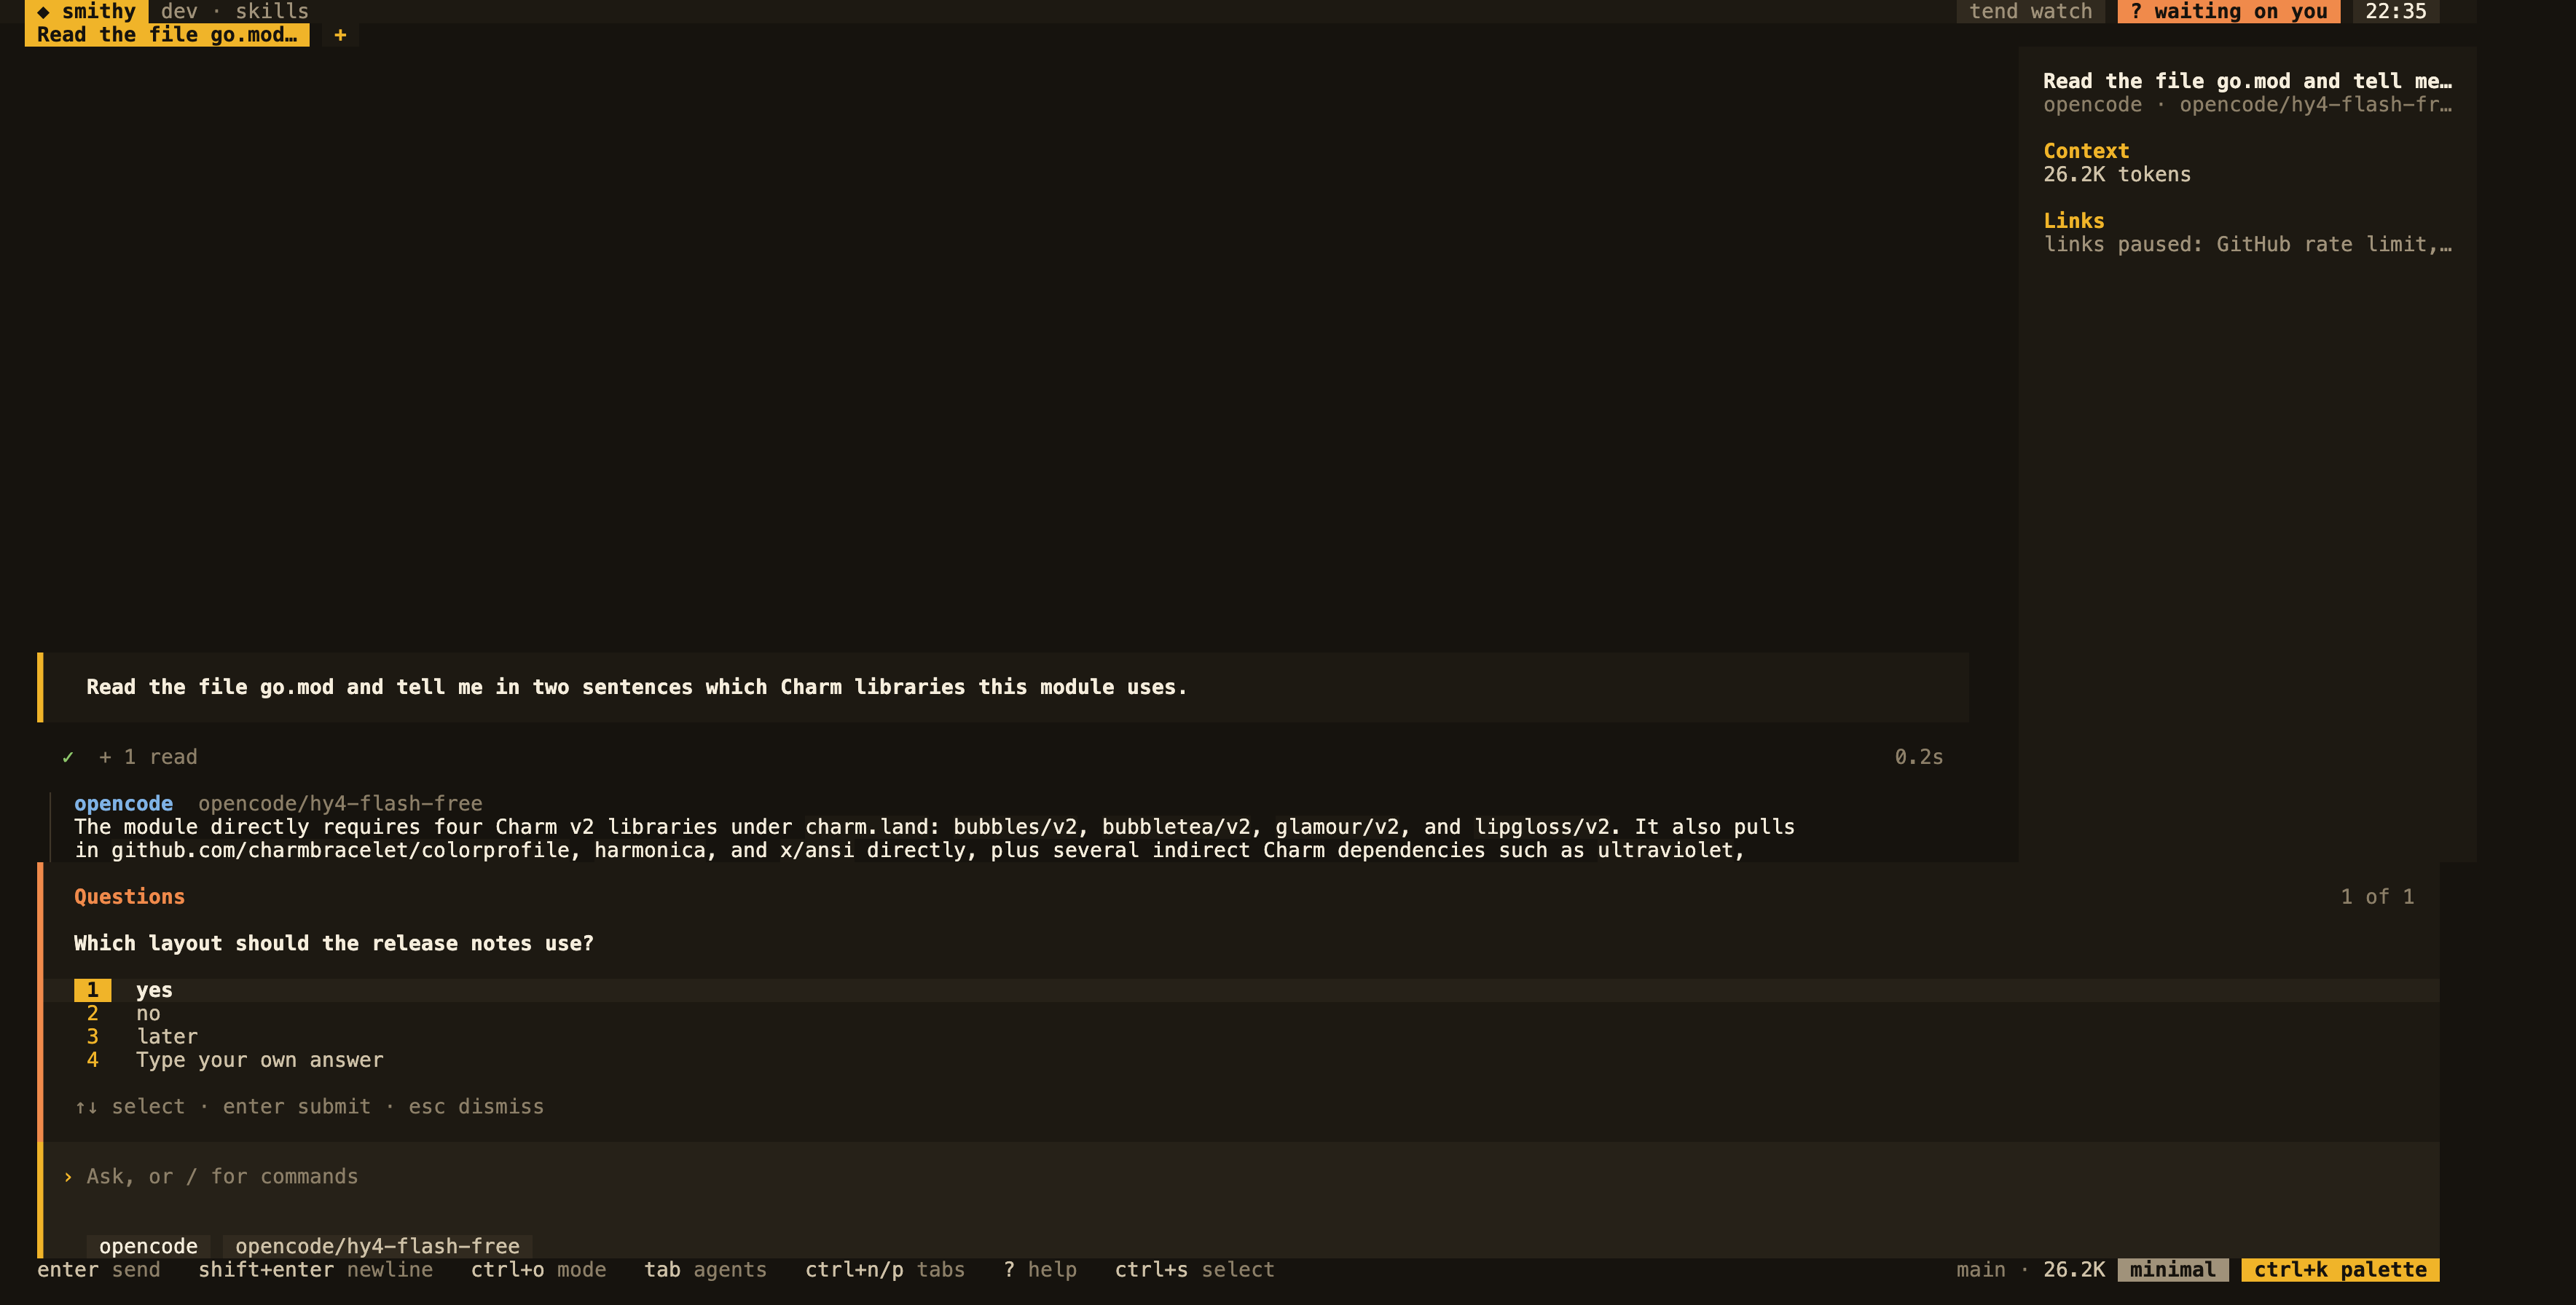 ◆ smithy dev · skills tend watch ? waiting on you 22:35
Read the file go.mod… +
Read the file go.mod and tell me…
opencode · opencode/hy4-flash-fr…
Context
26.2K tokens
Links
links paused: GitHub rate limit,…
Read the file go.mod and tell me in two sentences which Charm libraries this module uses.
✓ + 1 read 0.2s
opencode opencode/hy4-flash-free
The module directly requires four Charm v2 libraries under charm.land: bubbles/v2, bubbletea/v2, glamour/v2, and lipgloss/v2. It also pulls
in github.com/charmbracelet/colorprofile, harmonica, and x/ansi directly, plus several indirect Charm dependencies such as ultraviolet,
Questions 1 of 1
Which layout should the release notes use?
1 yes
2 no
3 later
4 Type your own answer
↑↓ select · enter submit · esc dismiss
› Ask, or / for commands
opencode opencode/hy4-flash-free
enter send shift+enter newline ctrl+o mode tab agents ctrl+n/p tabs ? help ctrl+s select main · 26.2K minimal ctrl+k palette